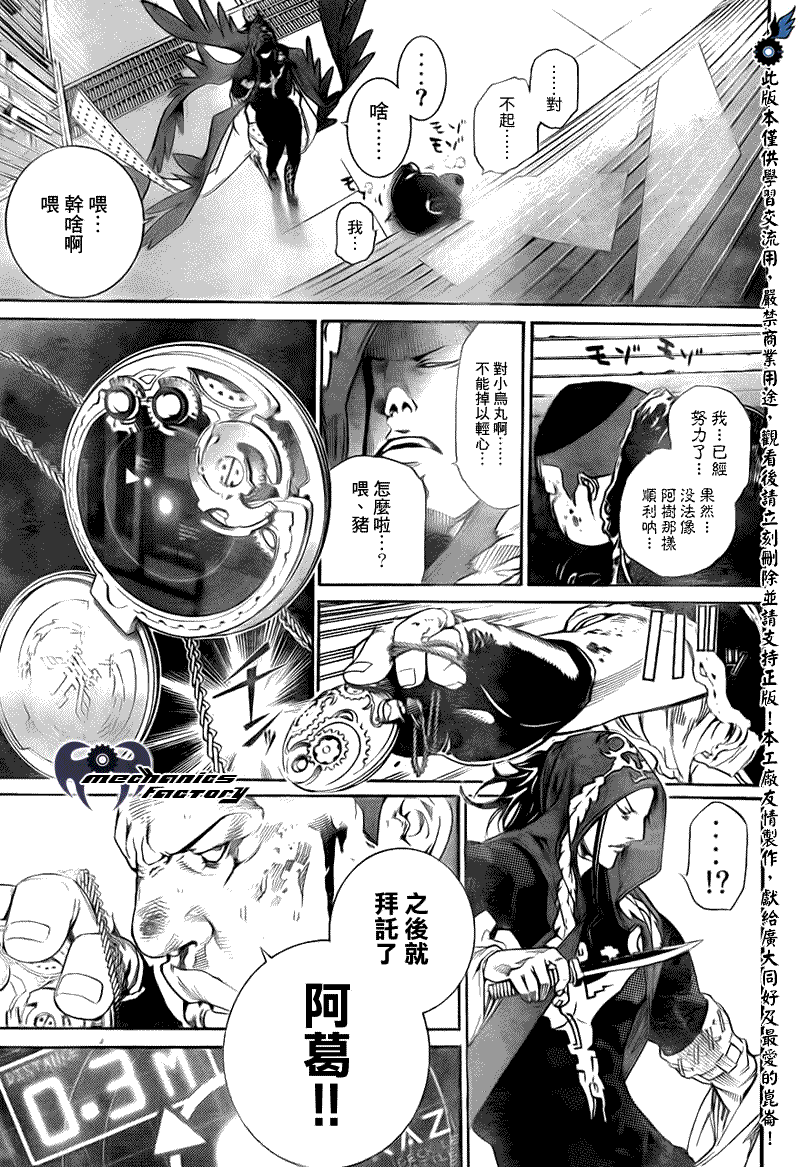 對
不起……
……？
啥……
我…
喂…
幹啥啊
喂
モゾ
モゾ
モゾ モゾ
我…已經
努力了…
果然…
没法像
阿樹那樣
順利吶…
對小烏丸啊……
不能掉以輕心……
怎麼啦…？
喂、豬
Mechanics
Factory
……!?
之後就
拜託了
阿葛!!
DISTANCE
0.3 MI
AZ
此版本僅供學習交流用，嚴禁商業用途，觀看後請立刻刪除並請支持正版！本工廠友情製作，獻給廣大同好及最愛的崑崙！